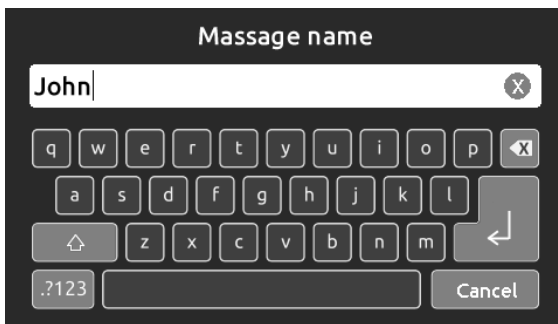 Massage name
John
q w e r t y u i o p
a s d f g h j k l
z x c v b n m
.?123 Cancel